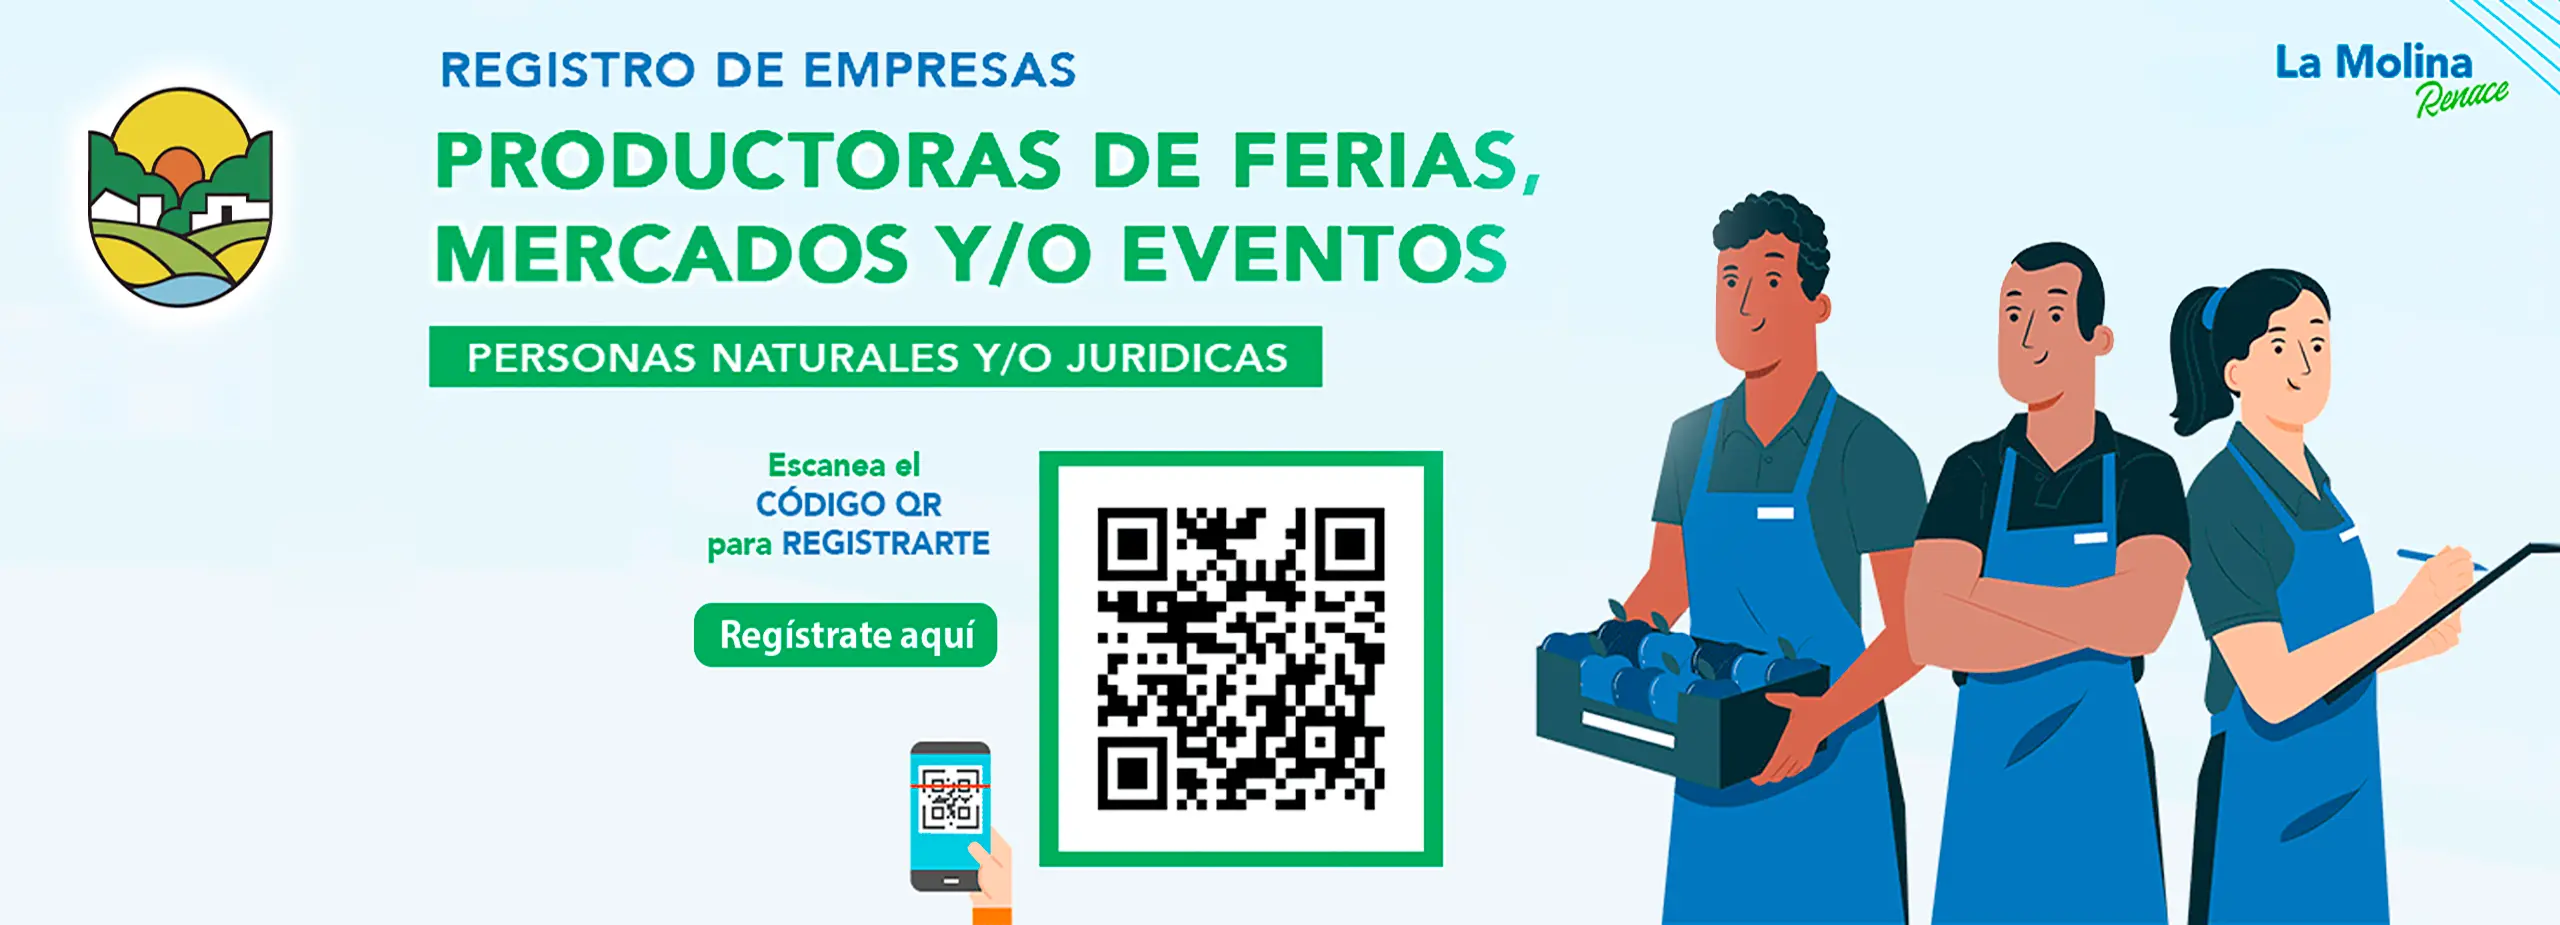 REGISTRO DE EMPRESAS
La Molina
Renace
PRODUCTORAS DE FERIAS,
MERCADOS Y/O EVENTOS
PERSONAS NATURALES Y/O JURIDICAS
Escanea el
CÓDIGO QR
para REGISTRARTE
Regístrate aquí